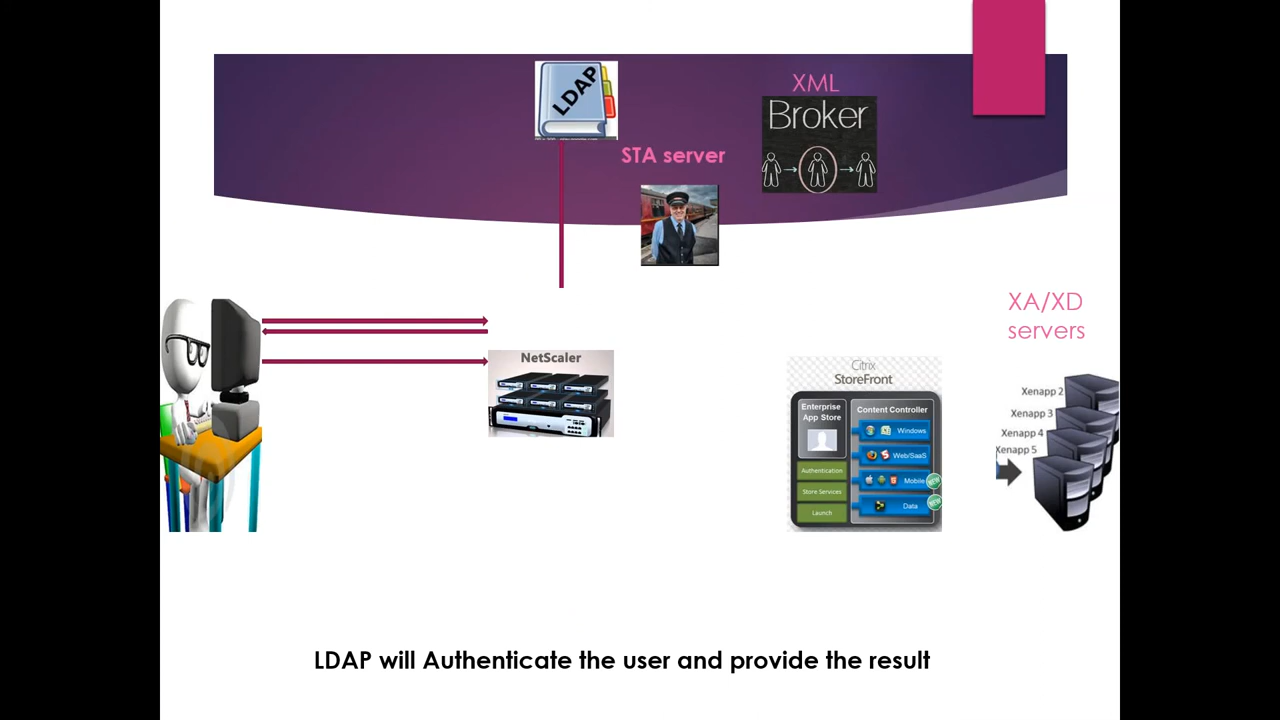 LDAP
XML
Broker
STA server
XA/XD
servers
NetScaler
Citrix
StoreFront
Enterprise
App Store
Content Controller
Windows
Web/SaaS
Authentication
Mobile
NEW
Store Services
Data
NEW
Launch
Xenapp 2
Xenapp 3
Xenapp 4
Xenapp 5
LDAP will Authenticate the user and provide the result